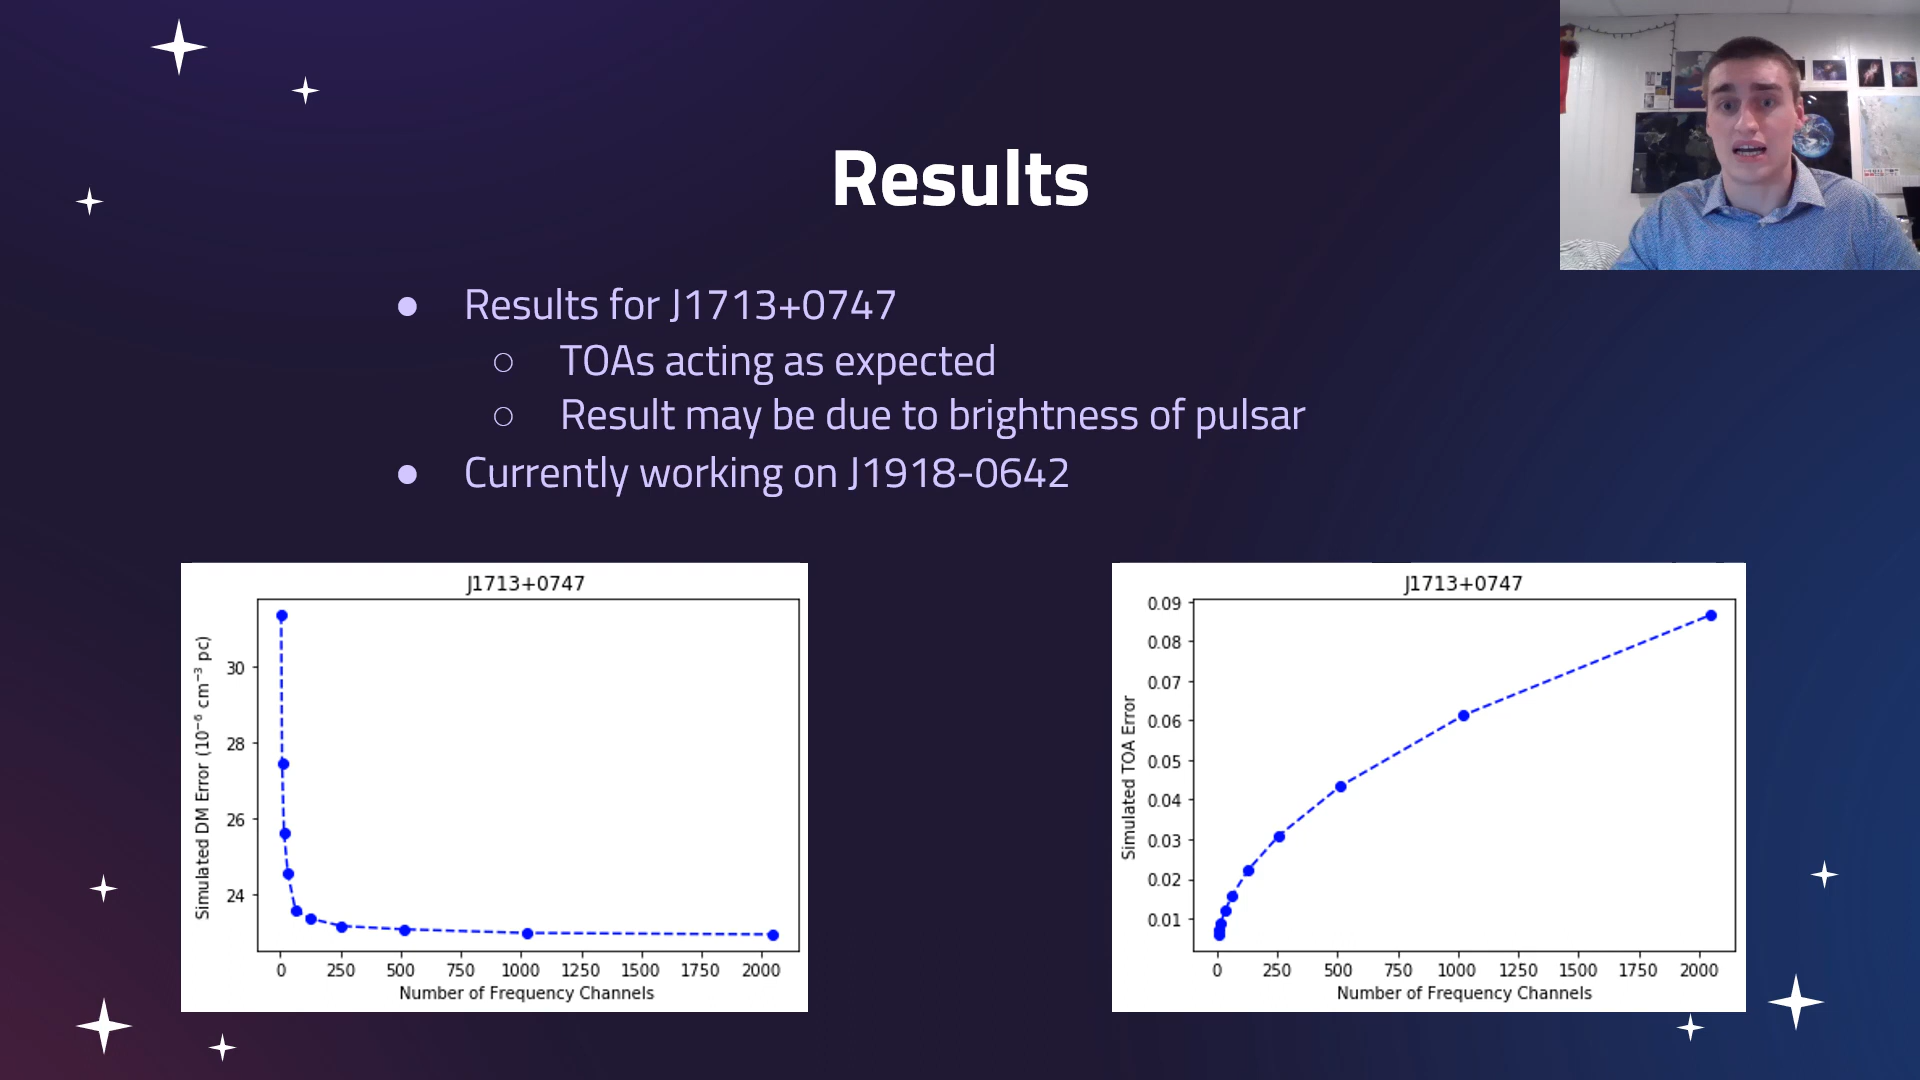 Results
● Results for J1713+0747
○ TOAs acting as expected
○ Result may be due to brightness of pulsar
● Currently working on J1918-0642
J1713+0747
30
28
26
24
Simulated DM Error (10⁻⁶ cm⁻³ pc)
0 250 500 750 1000 1250 1500 1750 2000
Number of Frequency Channels
J1713+0747
0.09
0.08
0.07
0.06
0.05
0.04
0.03
0.02
0.01
Simulated TOA Error
0 250 500 750 1000 1250 1500 1750 2000
Number of Frequency Channels